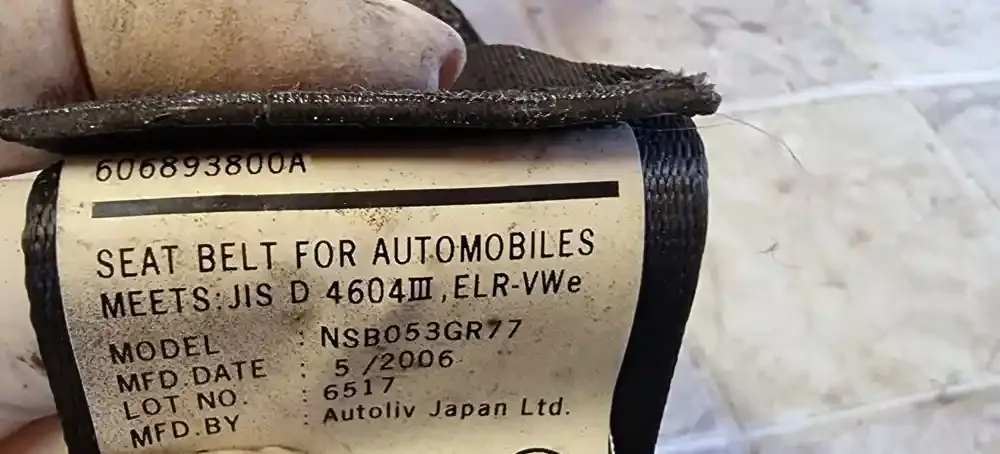 606893800A
SEAT BELT FOR AUTOMOBILES
MEETS:JIS D 4604Ⅲ,ELR-VWe
MODEL : NSB053GR77
MFD.DATE : 5/2006
LOT NO. : 6517
MFD.BY : Autoliv Japan Ltd.